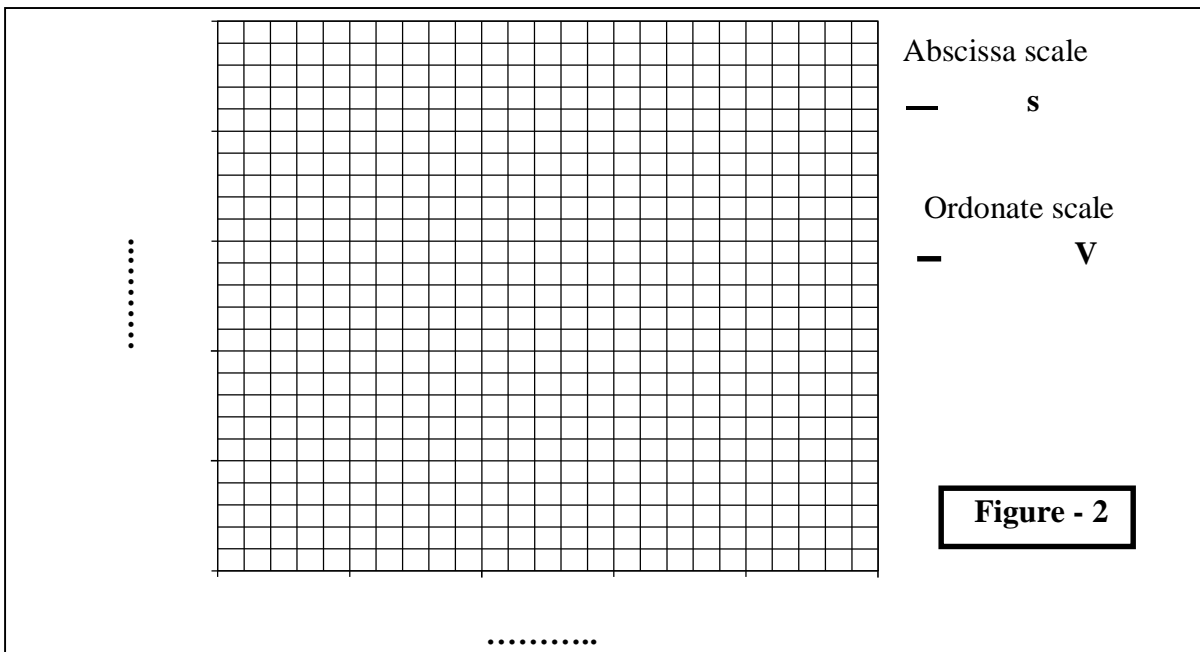 Abscissa scale
— s
Ordonate scale
— V
..........
Figure - 2
...........